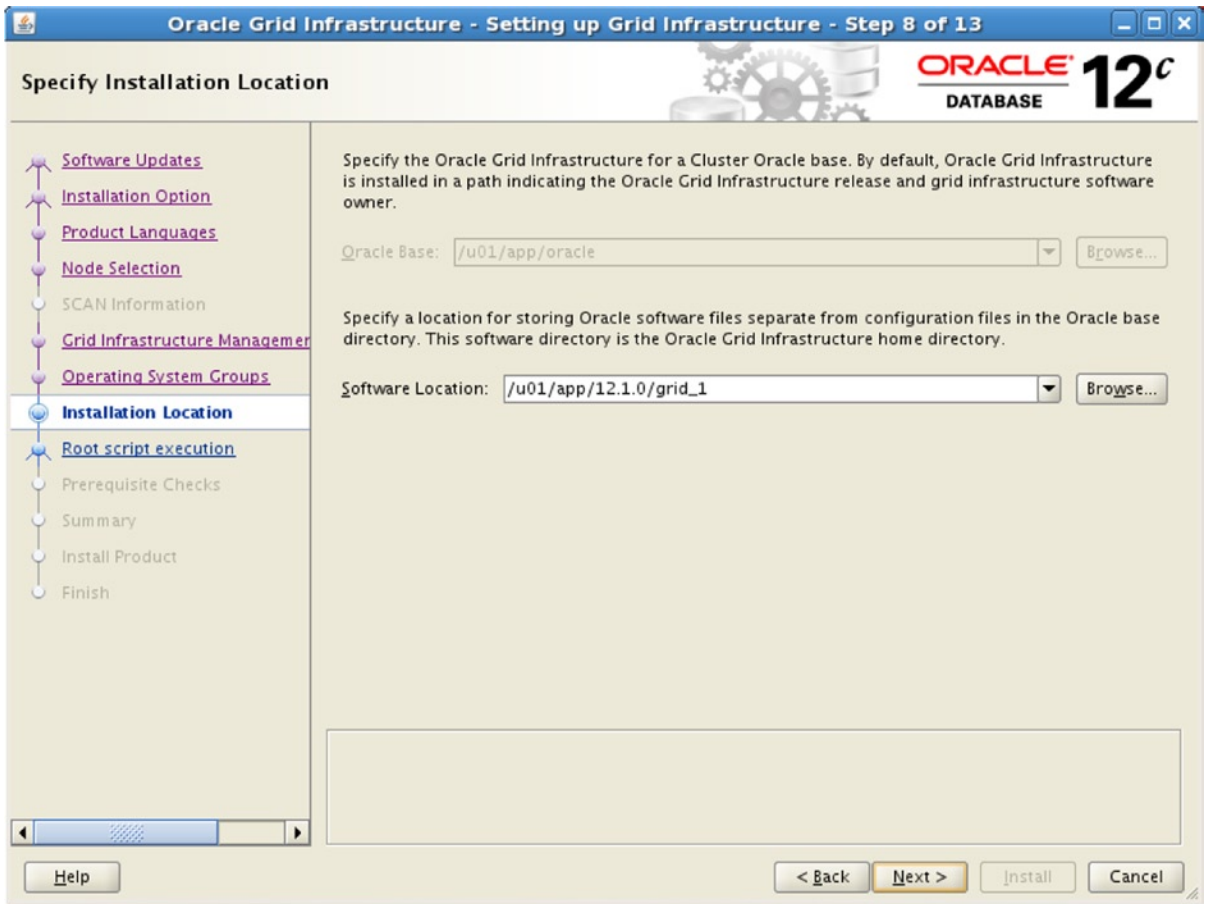 Oracle Grid Infrastructure - Setting up Grid Infrastructure - Step 8 of 13
Specify Installation Location
ORACLE
DATABASE
12c
Software Updates
Installation Option
Product Languages
Node Selection
SCAN Information
Grid Infrastructure Managemen
Operating System Groups
Installation Location
Root script execution
Prerequisite Checks
Summary
Install Product
Finish
Specify the Oracle Grid Infrastructure for a Cluster Oracle base. By default, Oracle Grid Infrastructure
is installed in a path indicating the Oracle Grid Infrastructure release and grid infrastructure software
owner.
Oracle Base: /u01/app/oracle Browse...
Specify a location for storing Oracle software files separate from configuration files in the Oracle base
directory. This software directory is the Oracle Grid Infrastructure home directory.
Software Location: /u01/app/12.1.0/grid_1 Browse...
Help < Back Next > Install Cancel